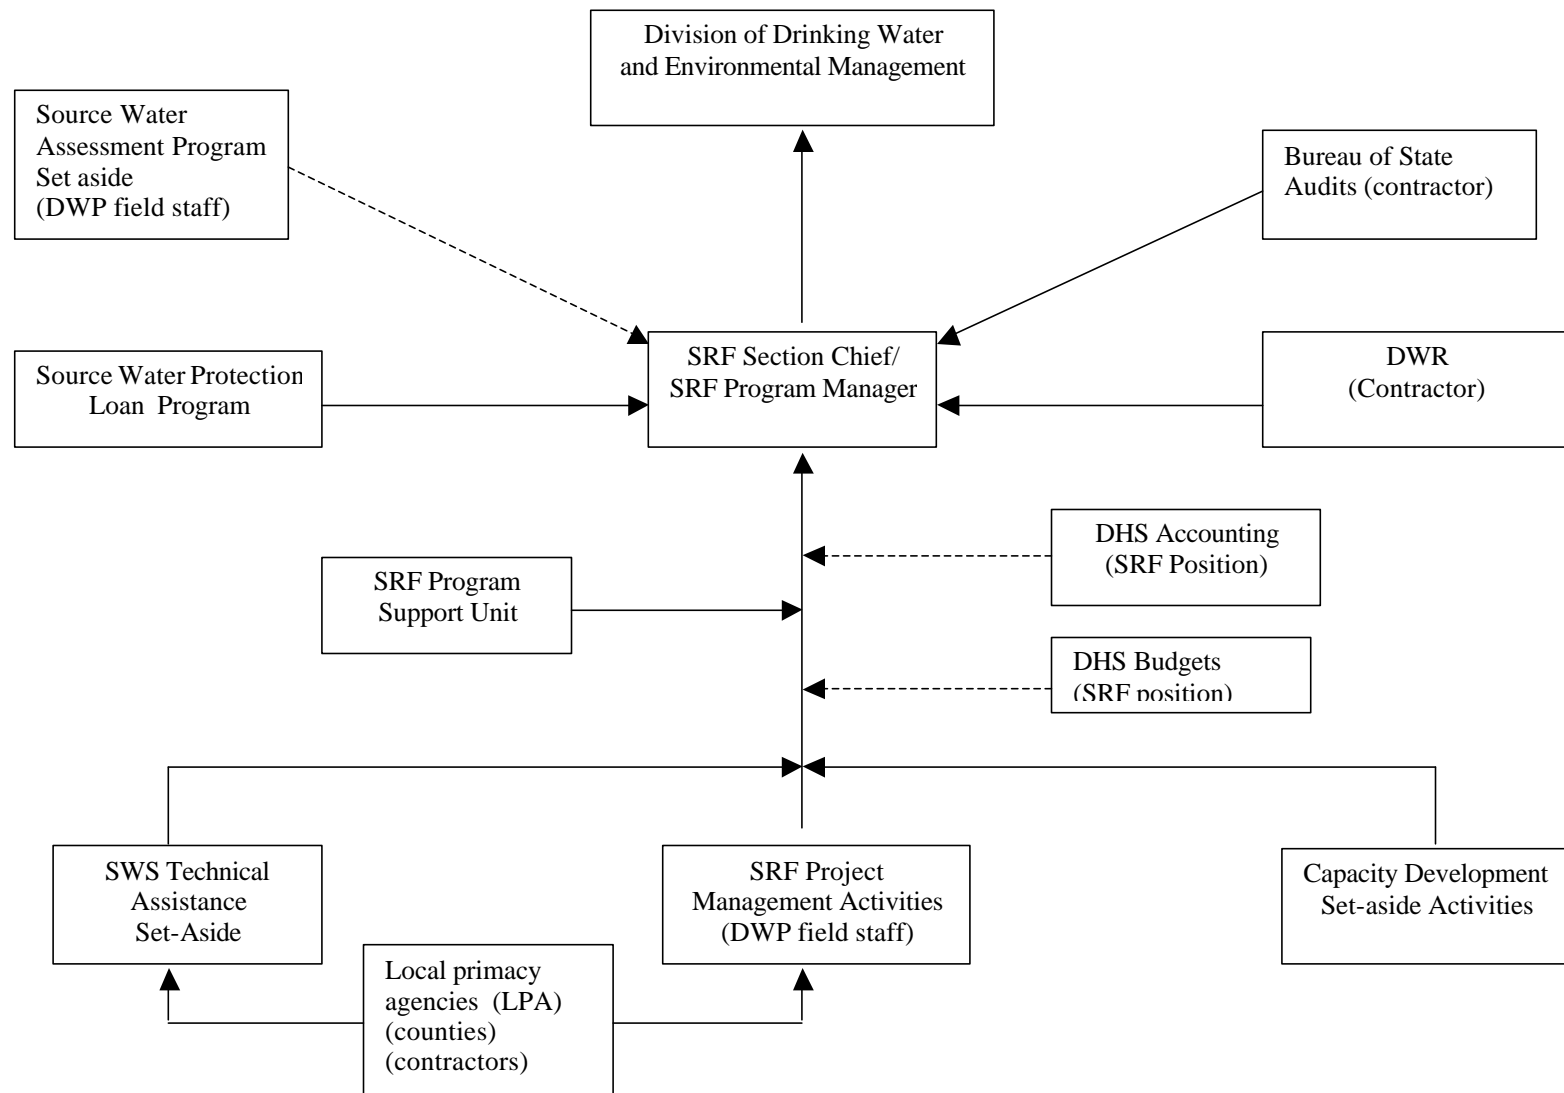 Division of Drinking Water
and Environmental Management
Source Water
Assessment Program
Set aside
(DWP field staff)
Bureau of State
Audits (contractor)
SRF Section Chief/
SRF Program Manager
Source Water Protection
Loan Program
DWR
(Contractor)
DHS Accounting
(SRF Position)
SRF Program
Support Unit
DHS Budgets
(SRF position)
SWS Technical
Assistance
Set-Aside
SRF Project
Management Activities
(DWP field staff)
Capacity Development
Set-aside Activities
Local primacy
agencies (LPA)
(counties)
(contractors)